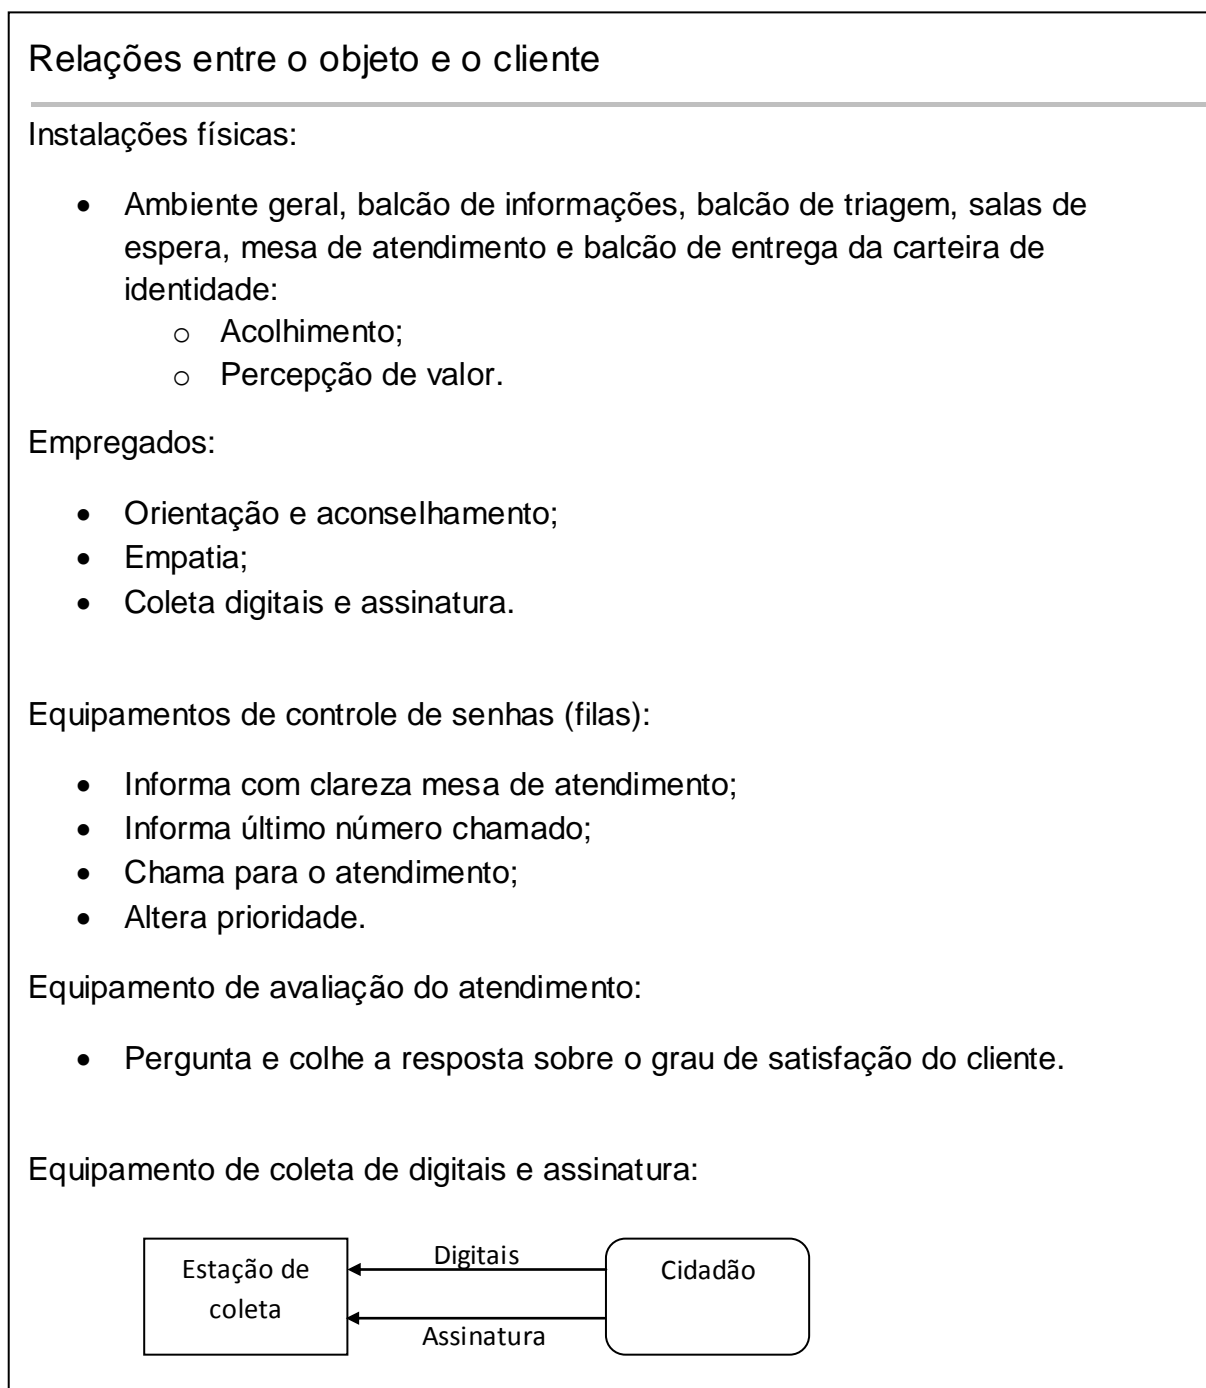 Relações entre o objeto e o cliente
Instalações físicas:
• Ambiente geral, balcão de informações, balcão de triagem, salas de
espera, mesa de atendimento e balcão de entrega da carteira de
identidade:
o Acolhimento;
o Percepção de valor.
Empregados:
• Orientação e aconselhamento;
• Empatia;
• Coleta digitais e assinatura.
Equipamentos de controle de senhas (filas):
• Informa com clareza mesa de atendimento;
• Informa último número chamado;
• Chama para o atendimento;
• Altera prioridade.
Equipamento de avaliação do atendimento:
• Pergunta e colhe a resposta sobre o grau de satisfação do cliente.
Equipamento de coleta de digitais e assinatura:
Estação de
coleta
Digitais
Assinatura
Cidadão